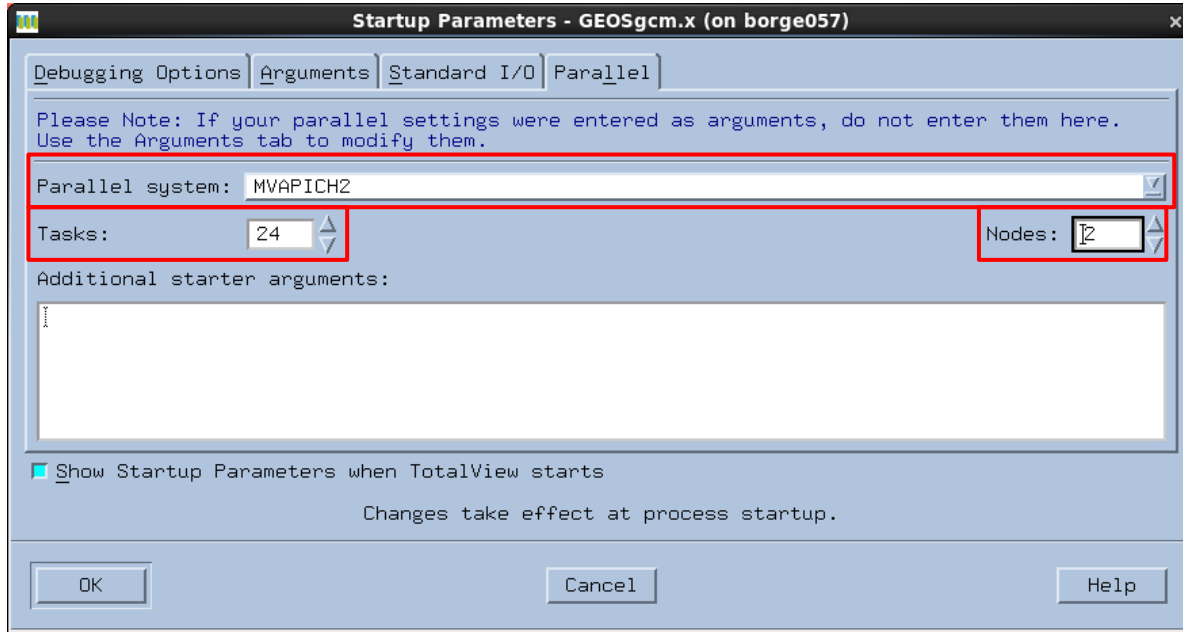 Startup Parameters - GEOSgcm.x (on borge057)
Debugging Options Arguments Standard I/O Parallel
Please Note: If your parallel settings were entered as arguments, do not enter them here.
Use the Arguments tab to modify them.
Parallel system: MVAPICH2
Tasks: 24 Nodes: 2
Additional starter arguments:
Show Startup Parameters when TotalView starts
Changes take effect at process startup.
OK Cancel Help